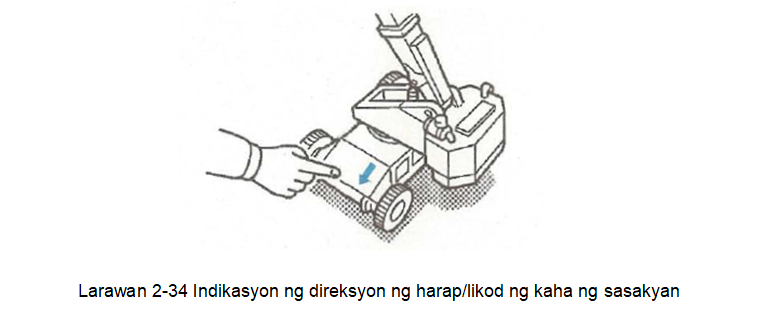 Larawan 2-34 Indikasyon ng direksyon ng harap/likod ng kaha ng sasakyan